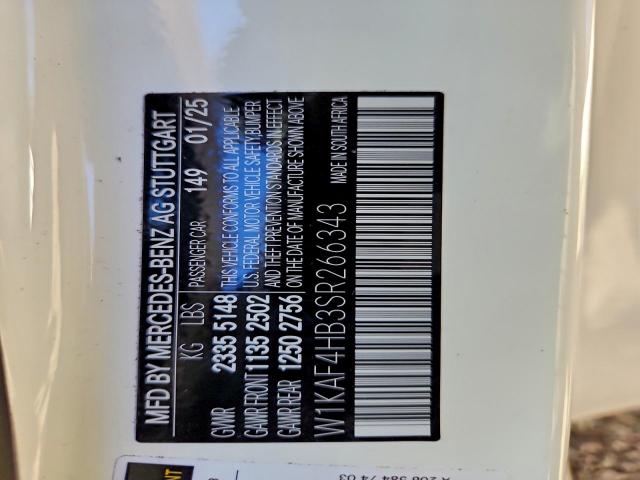 MFD BY MERCEDES-BENZ AG STUTTGART
KG LBS PASSENGER CAR 149 01/25
GWR 2335 5148 THIS VEHICLE CONFORMS TO ALL APPLICABLE
GAWR FRONT 1135 2502 U.S. FEDERAL MOTOR VEHICLE SAFETY, BUMPER
AND THEFT PREVENTION STANDARDS IN EFFECT
GAWR REAR 1250 2756 ON THE DATE OF MANUFACTURE SHOWN ABOVE
W1KAF4HB3SR266343 MADE IN SOUTH AFRICA